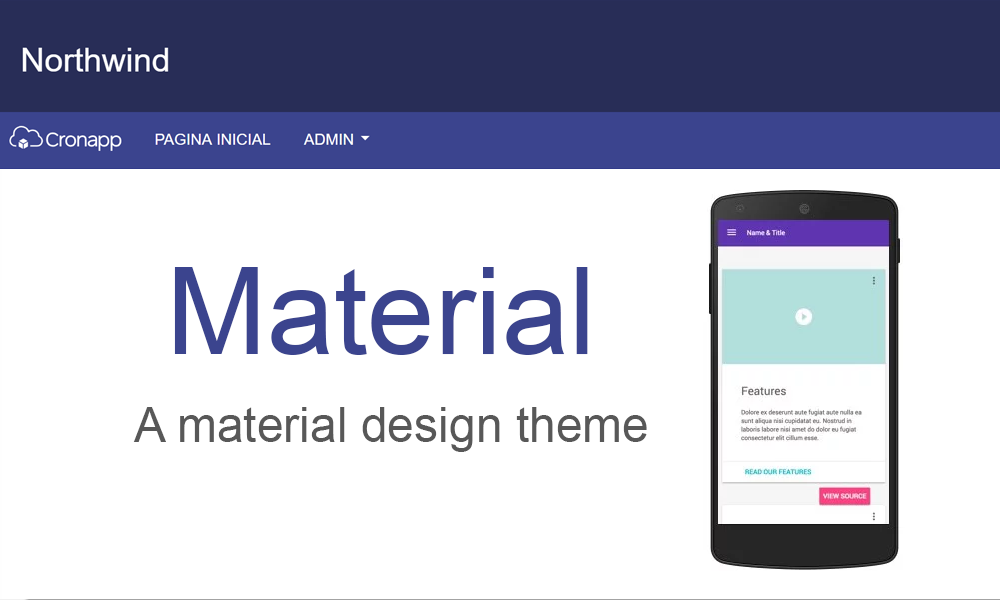 Northwind
Cronapp PAGINA INICIAL ADMIN
Material
A material design theme
Name & Title
Features
Dolore ex deserunt aute fugiat aute nulla ea
sunt aliqua nisi cupidatat eu. Nostrud in
laboris labore nisi amet do dolor eu fugiat
consectetur elit cillum esse.
READ OUR FEATURES
VIEW SOURCE